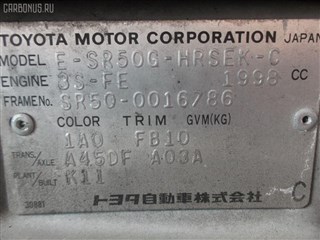 CARBONUS.RU
TOYOTA MOTOR CORPORATION JAPAN
MODEL E-SR50G-HRSEK-C
ENGINE 3S-FE 1998 CC
FRAME NO. SR50-0016786
COLOR TRIM GVM(KG)
1A0 FB10
TRANS./AXLE A45DF A03A
PLANT/BUILT K11
トヨタ自動車株式会社
C